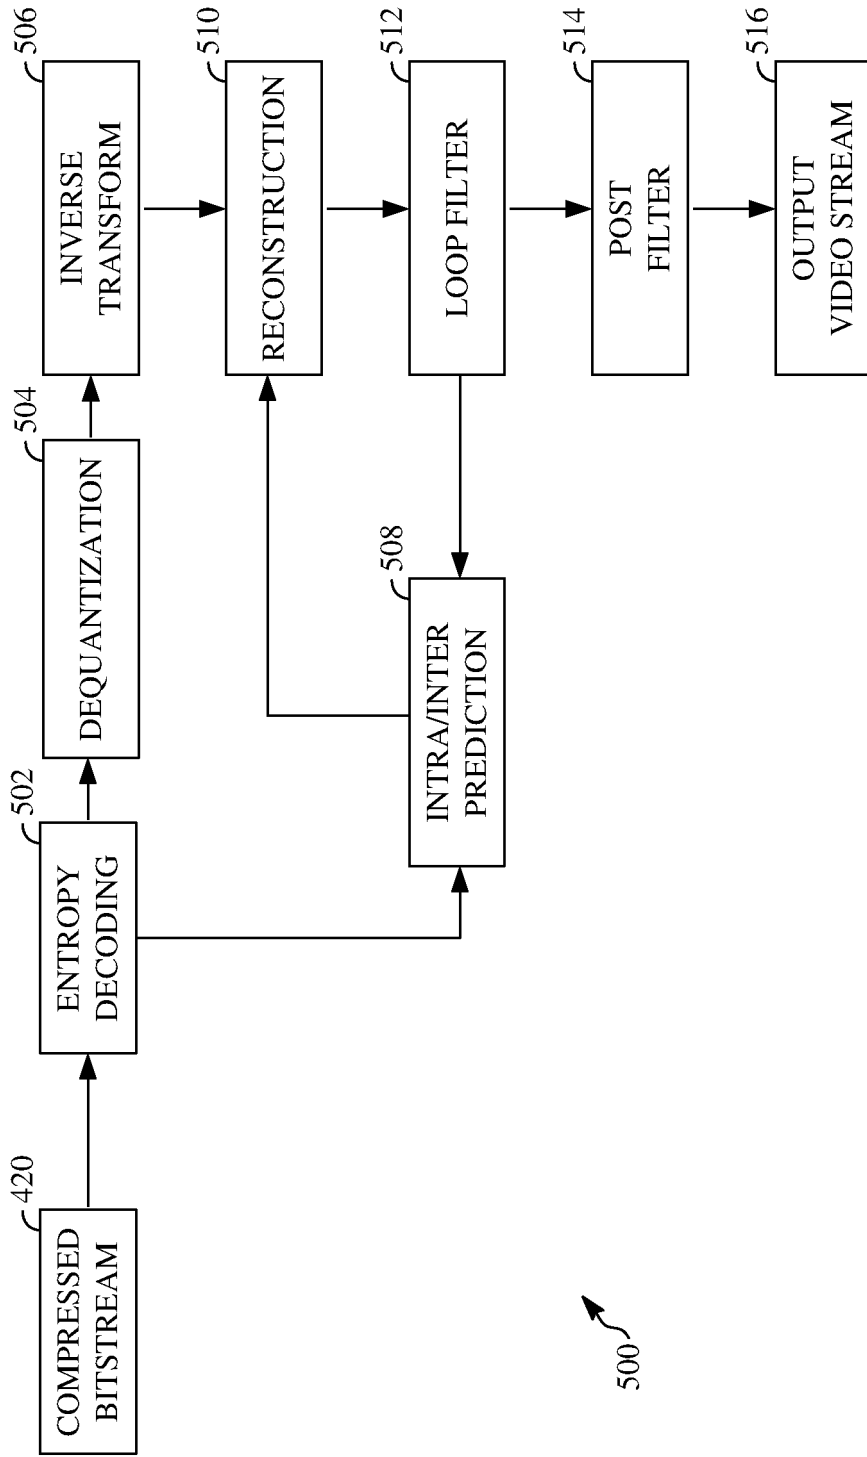 420
COMPRESSED
BITSTREAM
502
ENTROPY
DECODING
504
DEQUANTIZATION
506
INVERSE
TRANSFORM
508
INTRA/INTER
PREDICTION
510
RECONSTRUCTION
512
LOOP FILTER
514
POST
FILTER
516
OUTPUT
VIDEO STREAM
500